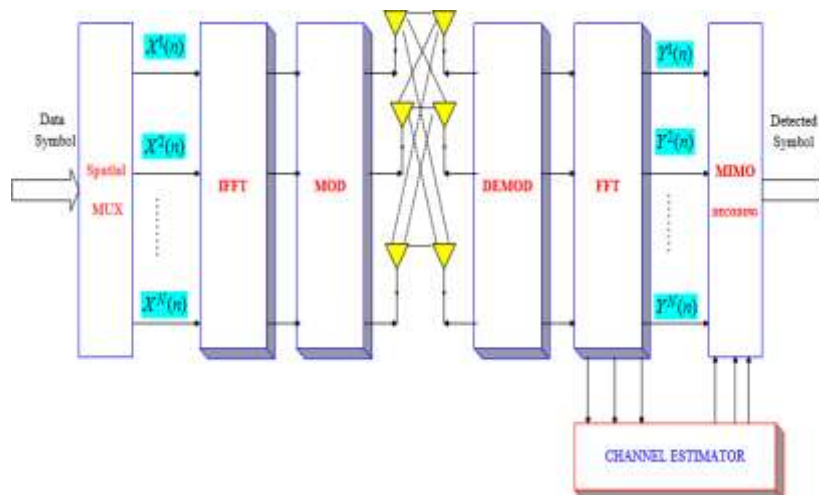 X¹(n)
Y¹(n)
Data
Symbol
Detected
Symbol
X²(n)
Y²(n)
Spatial
MUX
IFFT
MOD
DEMOD
FFT
MIMO
DECODING
Xᴺ(n)
Yᴺ(n)
CHANNEL ESTIMATOR